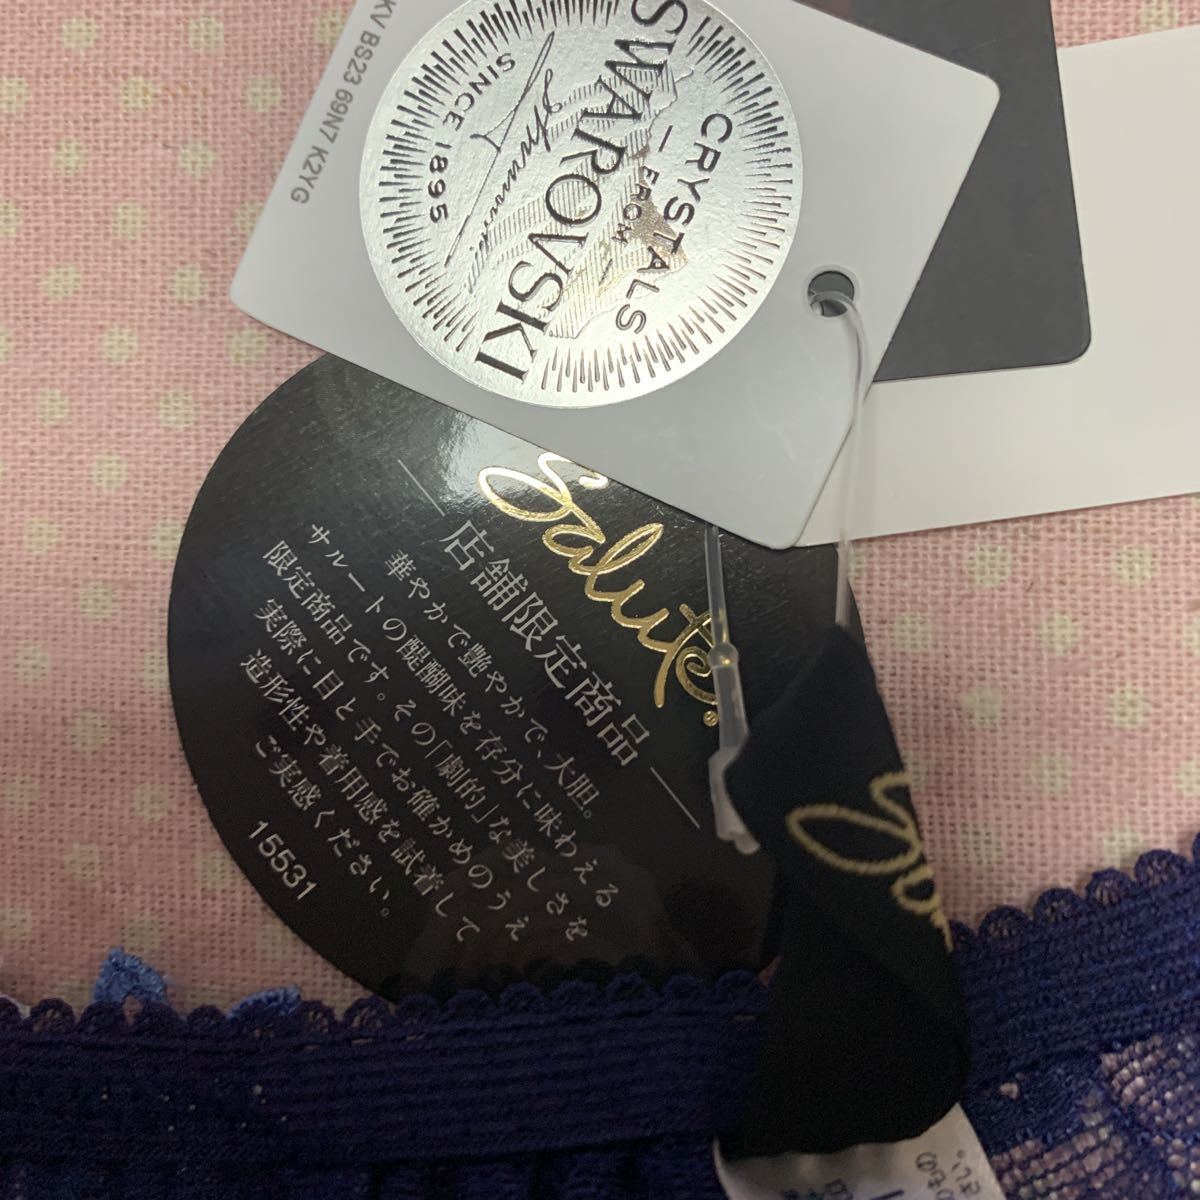 KV BS23 69N7 K2YG
CRYSTALS
FROM
SWAROVSKI
SINCE 1895
Salute®
店舗限定商品
華やかで艶やかで、大胆。
サルートの醍醐味を存分に味わえる
限定商品です。その「劇的」な美しさを
実際に目と手でお確かめのうえ
造形性や着用感を試着して
ご実感ください。
15531